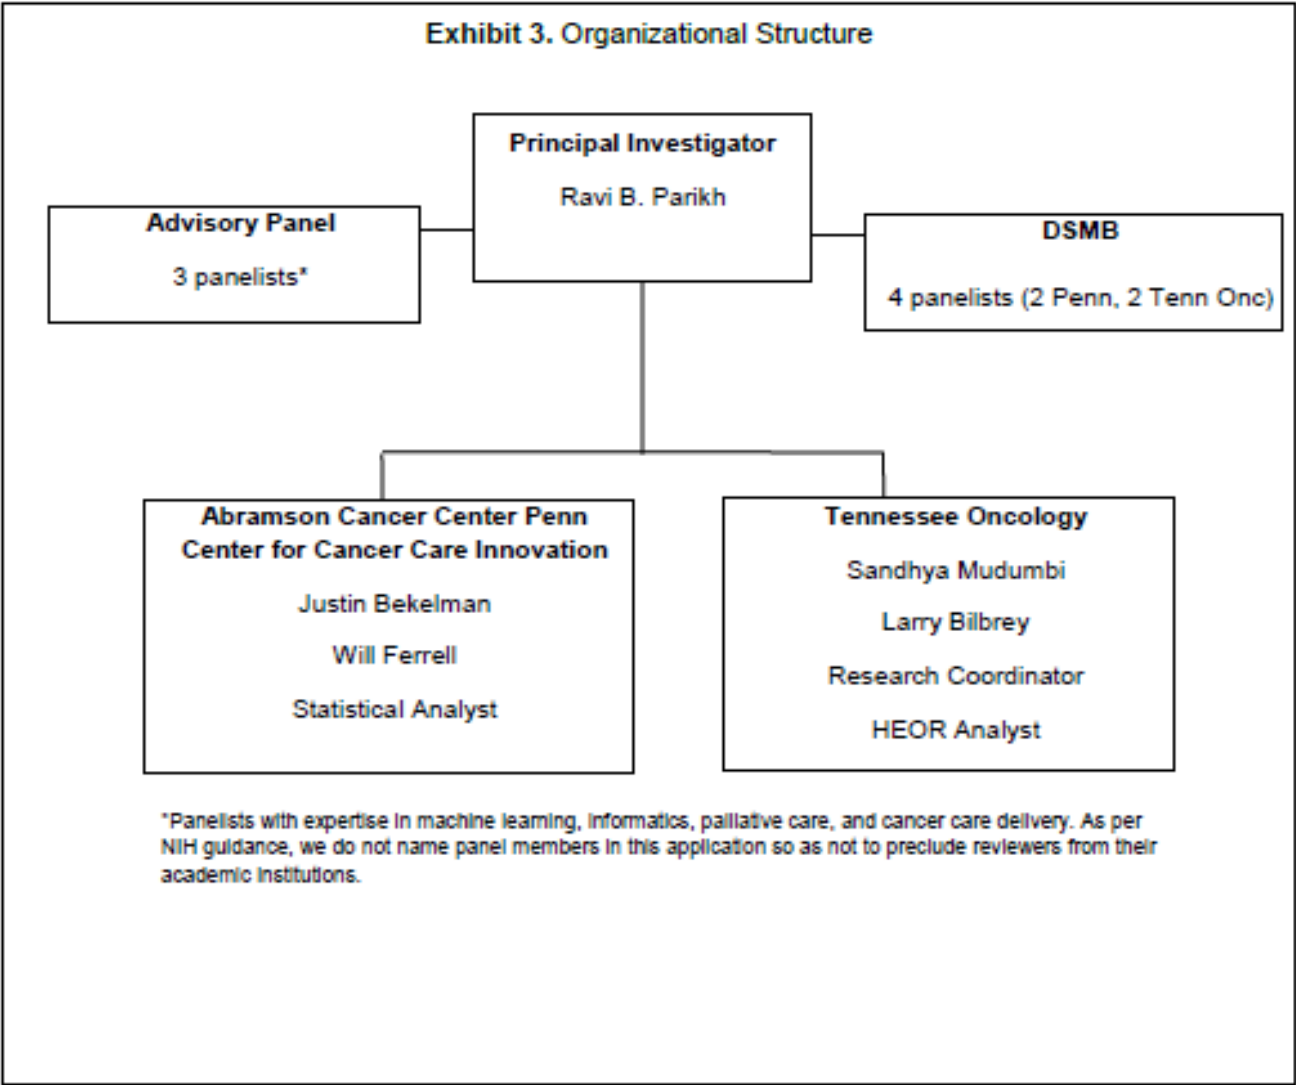 Exhibit 3. Organizational Structure
Principal Investigator
Ravi B. Parikh
Advisory Panel
3 panelists*
DSMB
4 panelists (2 Penn, 2 Tenn Onc)
Abramson Cancer Center Penn
Center for Cancer Care Innovation
Justin Bekelman
Will Ferrell
Statistical Analyst
Tennessee Oncology
Sandhya Mudumbi
Larry Bilbrey
Research Coordinator
HEOR Analyst
*Panelists with expertise in machine learning, informatics, palliative care, and cancer care delivery. As per
NIH guidance, we do not name panel members in this application so as not to preclude reviewers from their
academic institutions.